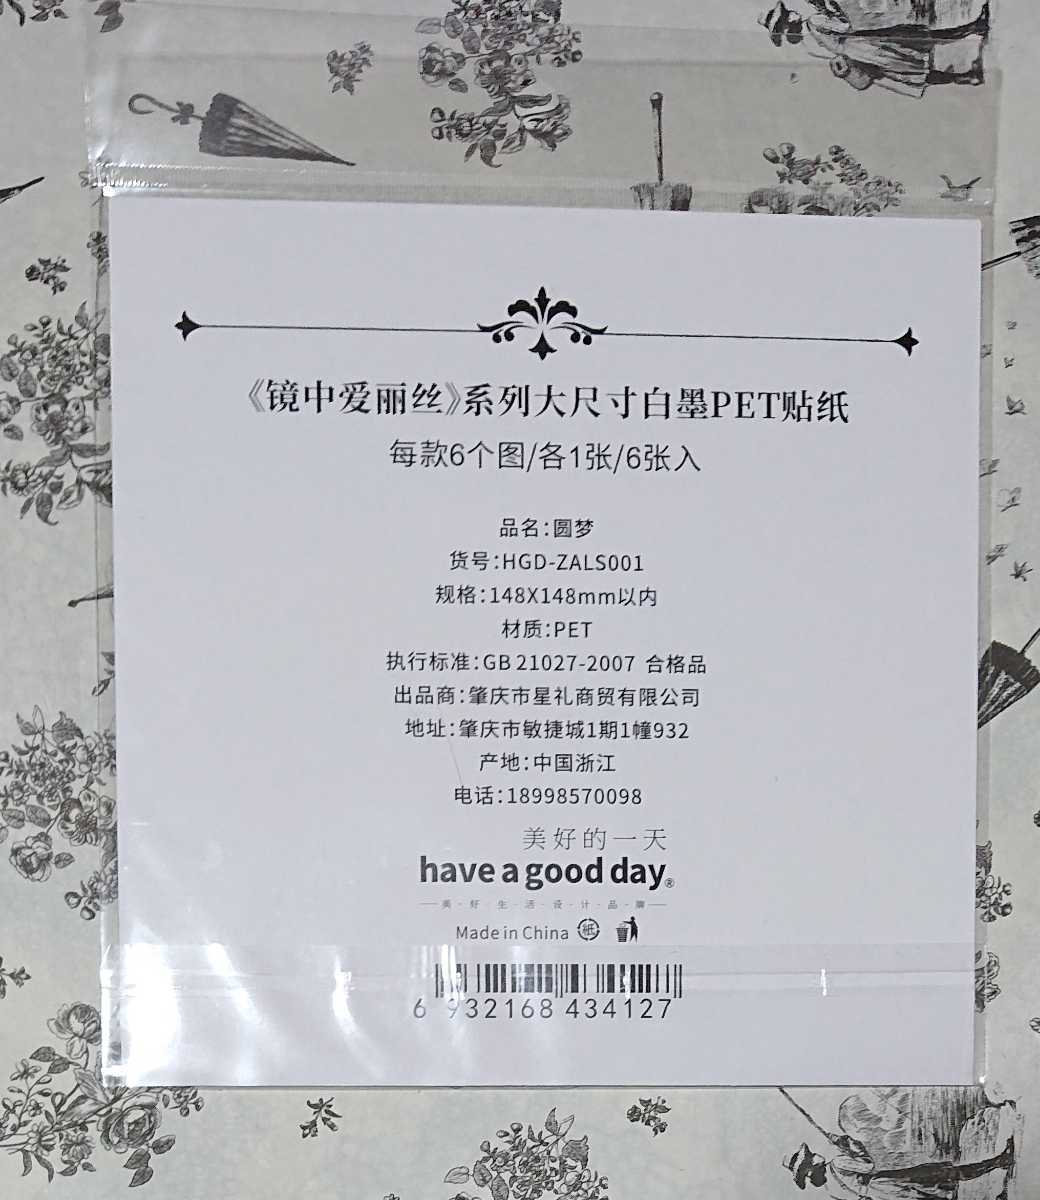 《镜中爱丽丝》系列大尺寸白墨PET贴纸
每款6个图/各1张/6张入
品名:圆梦
货号:HGD-ZALS001
规格:148X148mm以内
材质:PET
执行标准:GB 21027-2007 合格品
出品商:肇庆市星礼商贸有限公司
地址:肇庆市敏捷城1期1幢932
产地:中国浙江
电话:18998570098
美好的一天
have a good day®
美·好·生·活·设·计·品·牌
Made in China 紙
6 932168 434127